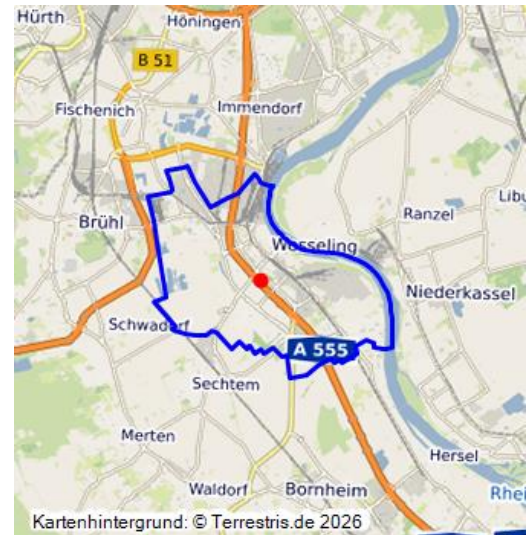 Hürth
Höningen
B 51
Fischenich
Immendorf
Brühl
Ranzel
Wesseling
Niederkassel
Schwadorf
A 555
Sechtem
Merten
Hersel
Waldorf
Bornheim
Kartenhintergrund: © Terrestris.de 2026